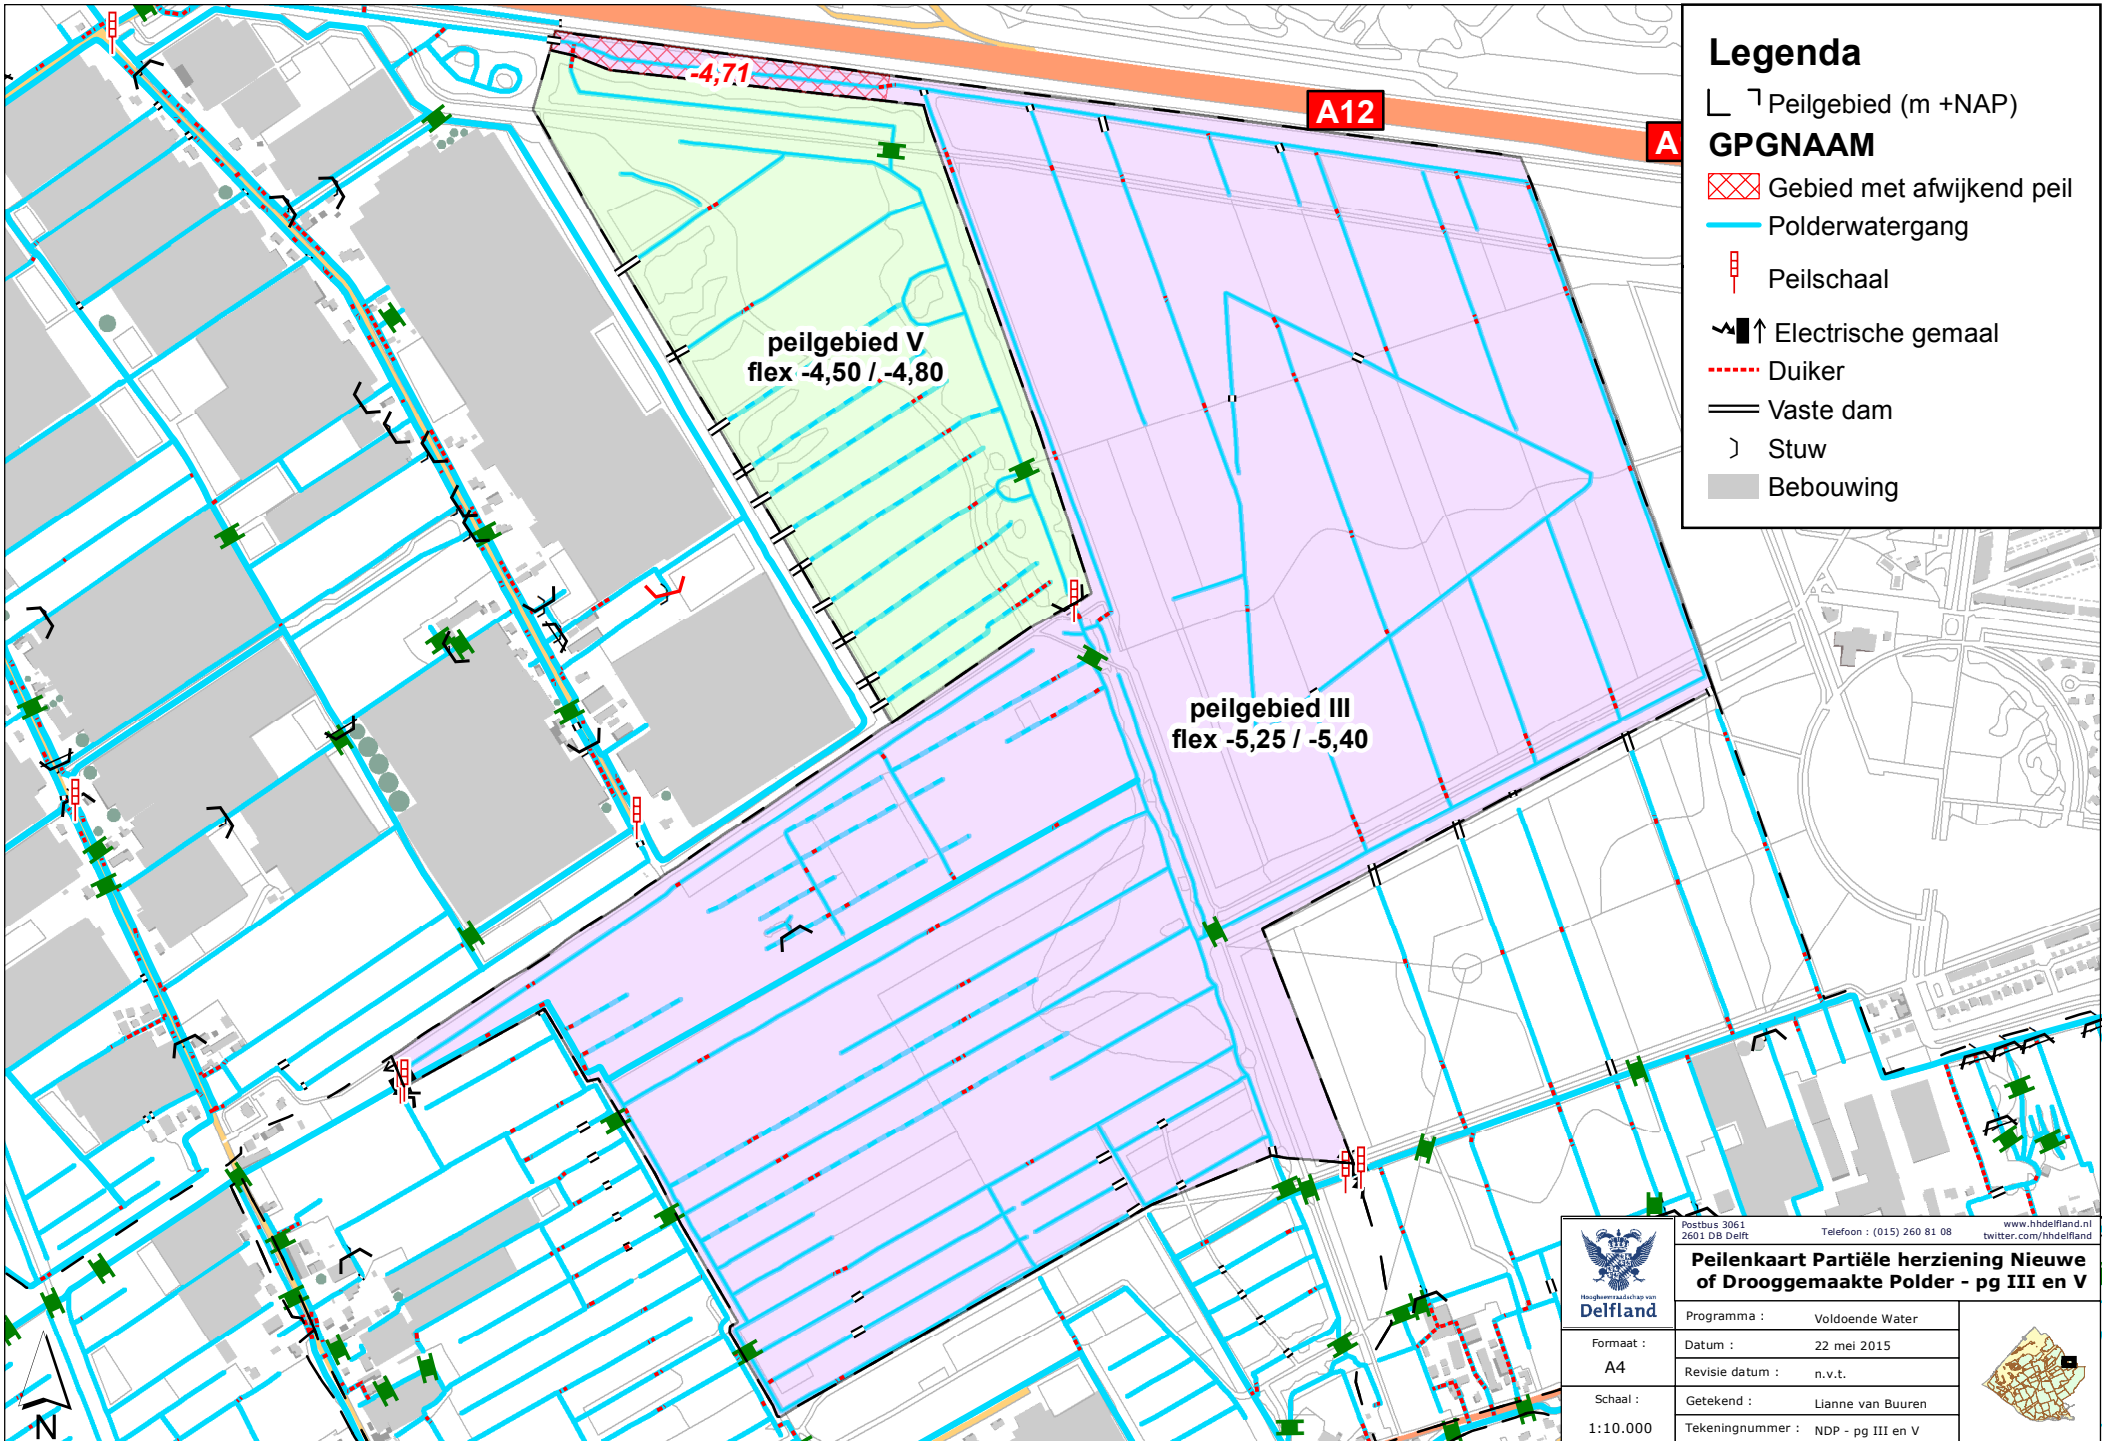 -4,71
A12
A
peilgebied V
flex -4,50 / -4,80
peilgebied III
flex -5,25 / -5,40
N
Legenda
Peilgebied (m +NAP)
GPGNAAM
Gebied met afwijkend peil
Polderwatergang
Peilschaal
Electrische gemaal
Duiker
Vaste dam
Stuw
Bebouwing
Hoogheemraadschap van
Delfland
Postbus 3061
2601 DB Delft
Telefoon : (015) 260 81 08
www.hhdelfland.nl
twitter.com/hhdelfland
Peilenkaart Partiële herziening Nieuwe
of Drooggemaakte Polder - pg III en V
Formaat :
A4
Schaal :
1:10.000
Programma : Voldoende Water
Datum : 22 mei 2015
Revisie datum : n.v.t.
Getekend : Lianne van Buuren
Tekeningnummer : NDP - pg III en V